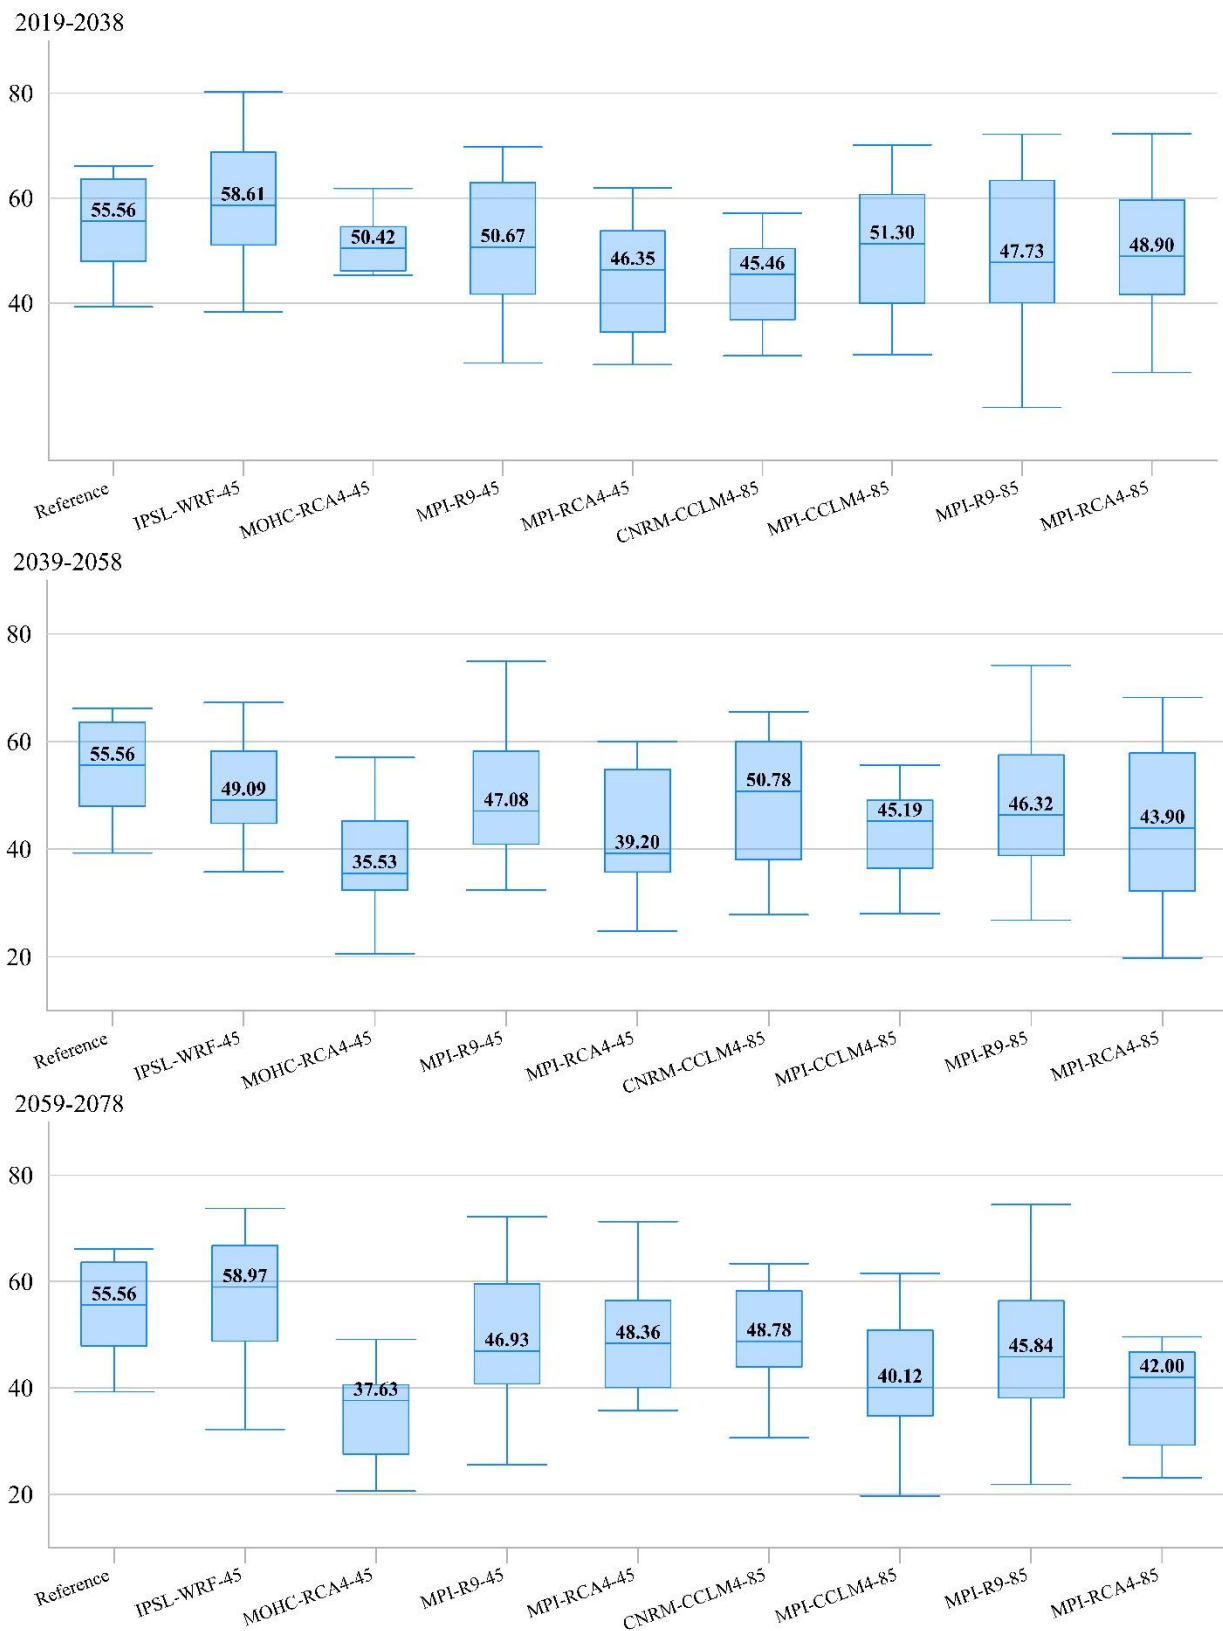 2019-2038
80
60
40
55.56
58.61
50.42
50.67
46.35
45.46
51.30
47.73
48.90
Reference
IPSL-WRF-45
MOHC-RCA4-45
MPI-R9-45
MPI-RCA4-45
CNRM-CCLM4-85
MPI-CCLM4-85
MPI-R9-85
MPI-RCA4-85
2039-2058
80
60
40
20
55.56
49.09
35.53
47.08
39.20
50.78
45.19
46.32
43.90
Reference
IPSL-WRF-45
MOHC-RCA4-45
MPI-R9-45
MPI-RCA4-45
CNRM-CCLM4-85
MPI-CCLM4-85
MPI-R9-85
MPI-RCA4-85
2059-2078
80
60
40
20
55.56
58.97
37.63
46.93
48.36
48.78
40.12
45.84
42.00
Reference
IPSL-WRF-45
MOHC-RCA4-45
MPI-R9-45
MPI-RCA4-45
CNRM-CCLM4-85
MPI-CCLM4-85
MPI-R9-85
MPI-RCA4-85